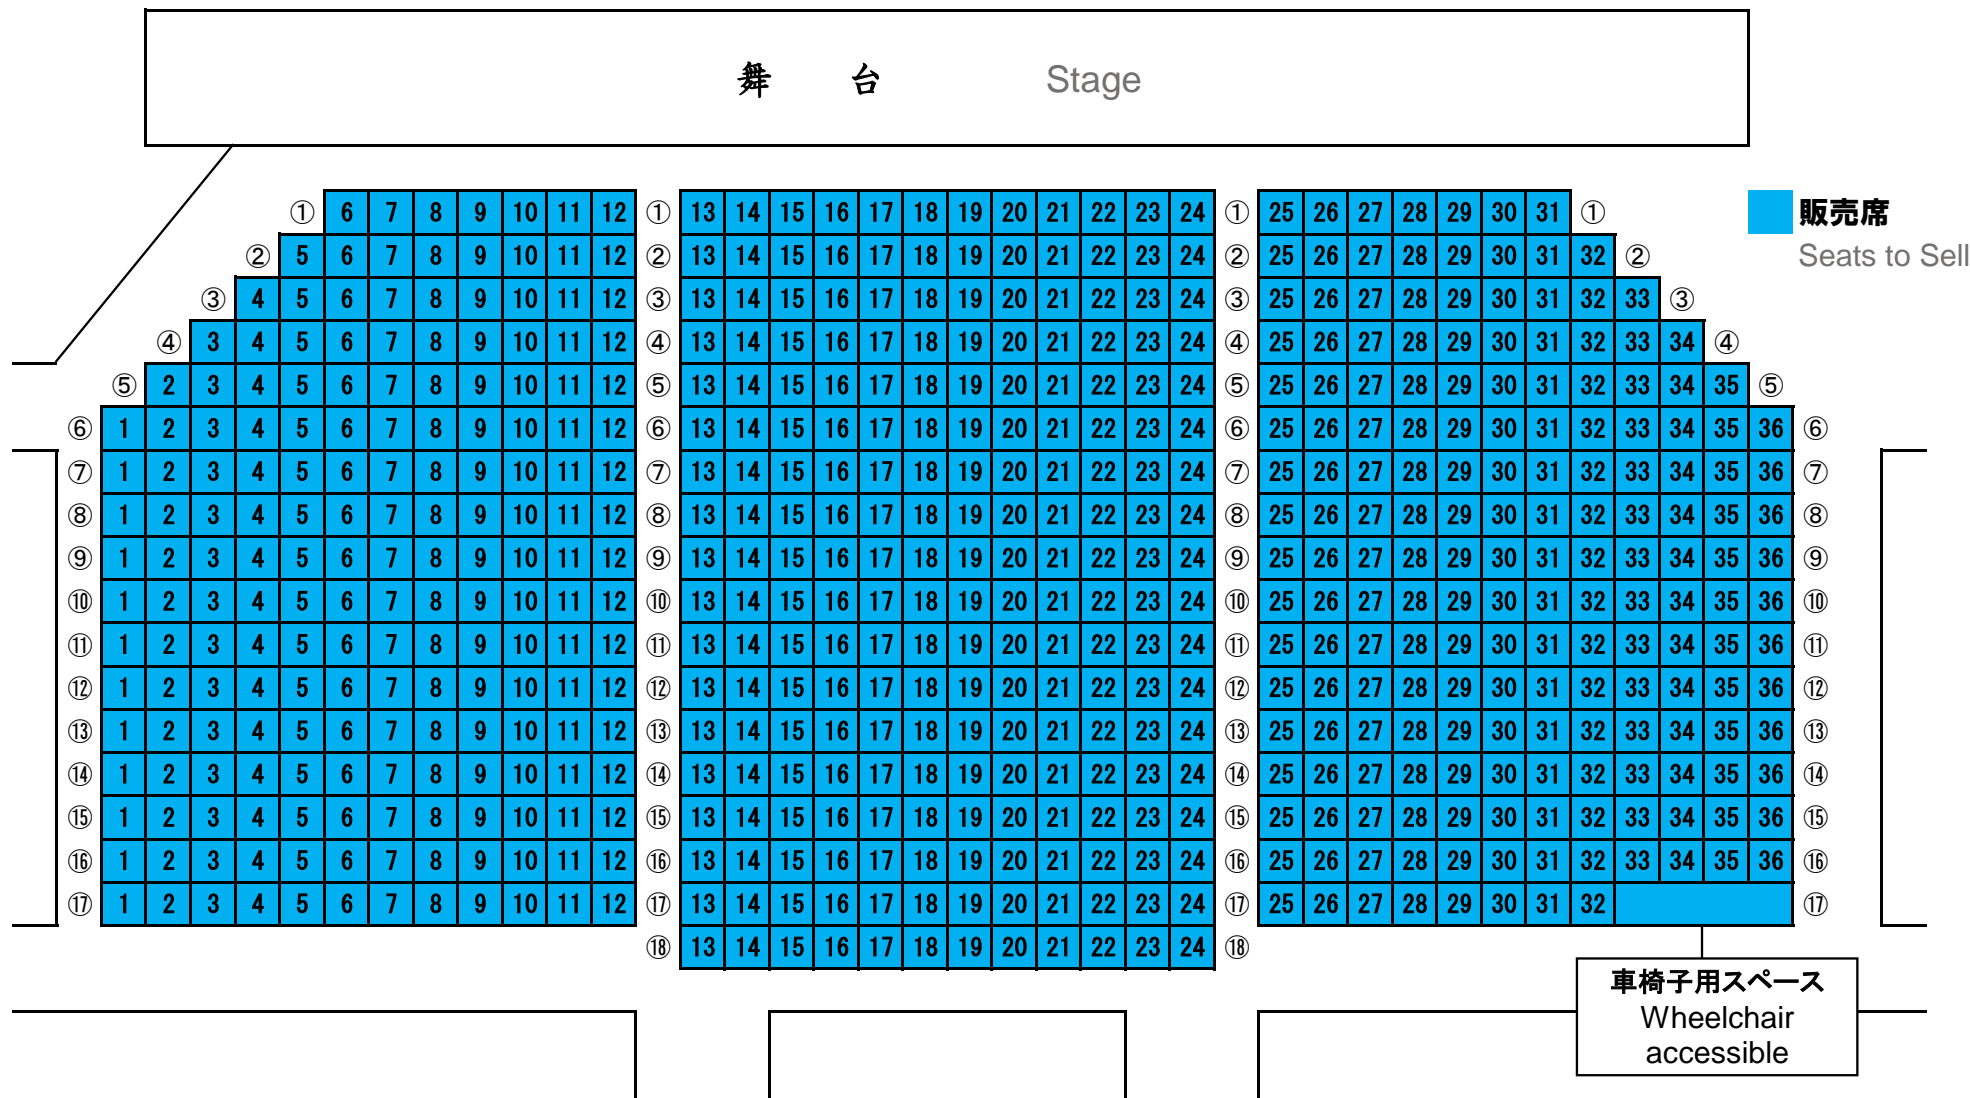 舞 台 Stage
① 6 7 8 9 10 11 12 ① 13 14 15 16 17 18 19 20 21 22 23 24 ① 25 26 27 28 29 30 31 ① 販売席
② 5 6 7 8 9 10 11 12 ② 13 14 15 16 17 18 19 20 21 22 23 24 ② 25 26 27 28 29 30 31 32 ② Seats to Sell
③ 4 5 6 7 8 9 10 11 12 ③ 13 14 15 16 17 18 19 20 21 22 23 24 ③ 25 26 27 28 29 30 31 32 33 ③
④ 3 4 5 6 7 8 9 10 11 12 ④ 13 14 15 16 17 18 19 20 21 22 23 24 ④ 25 26 27 28 29 30 31 32 33 34 ④
⑤ 2 3 4 5 6 7 8 9 10 11 12 ⑤ 13 14 15 16 17 18 19 20 21 22 23 24 ⑤ 25 26 27 28 29 30 31 32 33 34 35 ⑤
⑥ 1 2 3 4 5 6 7 8 9 10 11 12 ⑥ 13 14 15 16 17 18 19 20 21 22 23 24 ⑥ 25 26 27 28 29 30 31 32 33 34 35 36 ⑥
⑦ 1 2 3 4 5 6 7 8 9 10 11 12 ⑦ 13 14 15 16 17 18 19 20 21 22 23 24 ⑦ 25 26 27 28 29 30 31 32 33 34 35 36 ⑦
⑧ 1 2 3 4 5 6 7 8 9 10 11 12 ⑧ 13 14 15 16 17 18 19 20 21 22 23 24 ⑧ 25 26 27 28 29 30 31 32 33 34 35 36 ⑧
⑨ 1 2 3 4 5 6 7 8 9 10 11 12 ⑨ 13 14 15 16 17 18 19 20 21 22 23 24 ⑨ 25 26 27 28 29 30 31 32 33 34 35 36 ⑨
⑩ 1 2 3 4 5 6 7 8 9 10 11 12 ⑩ 13 14 15 16 17 18 19 20 21 22 23 24 ⑩ 25 26 27 28 29 30 31 32 33 34 35 36 ⑩
⑪ 1 2 3 4 5 6 7 8 9 10 11 12 ⑪ 13 14 15 16 17 18 19 20 21 22 23 24 ⑪ 25 26 27 28 29 30 31 32 33 34 35 36 ⑪
⑫ 1 2 3 4 5 6 7 8 9 10 11 12 ⑫ 13 14 15 16 17 18 19 20 21 22 23 24 ⑫ 25 26 27 28 29 30 31 32 33 34 35 36 ⑫
⑬ 1 2 3 4 5 6 7 8 9 10 11 12 ⑬ 13 14 15 16 17 18 19 20 21 22 23 24 ⑬ 25 26 27 28 29 30 31 32 33 34 35 36 ⑬
⑭ 1 2 3 4 5 6 7 8 9 10 11 12 ⑭ 13 14 15 16 17 18 19 20 21 22 23 24 ⑭ 25 26 27 28 29 30 31 32 33 34 35 36 ⑭
⑮ 1 2 3 4 5 6 7 8 9 10 11 12 ⑮ 13 14 15 16 17 18 19 20 21 22 23 24 ⑮ 25 26 27 28 29 30 31 32 33 34 35 36 ⑮
⑯ 1 2 3 4 5 6 7 8 9 10 11 12 ⑯ 13 14 15 16 17 18 19 20 21 22 23 24 ⑯ 25 26 27 28 29 30 31 32 33 34 35 36 ⑯
⑰ 1 2 3 4 5 6 7 8 9 10 11 12 ⑰ 13 14 15 16 17 18 19 20 21 22 23 24 ⑰ 25 26 27 28 29 30 31 32 ⑰
⑱ 13 14 15 16 17 18 19 20 21 22 23 24 ⑱
車椅子用スペース
Wheelchair
accessible